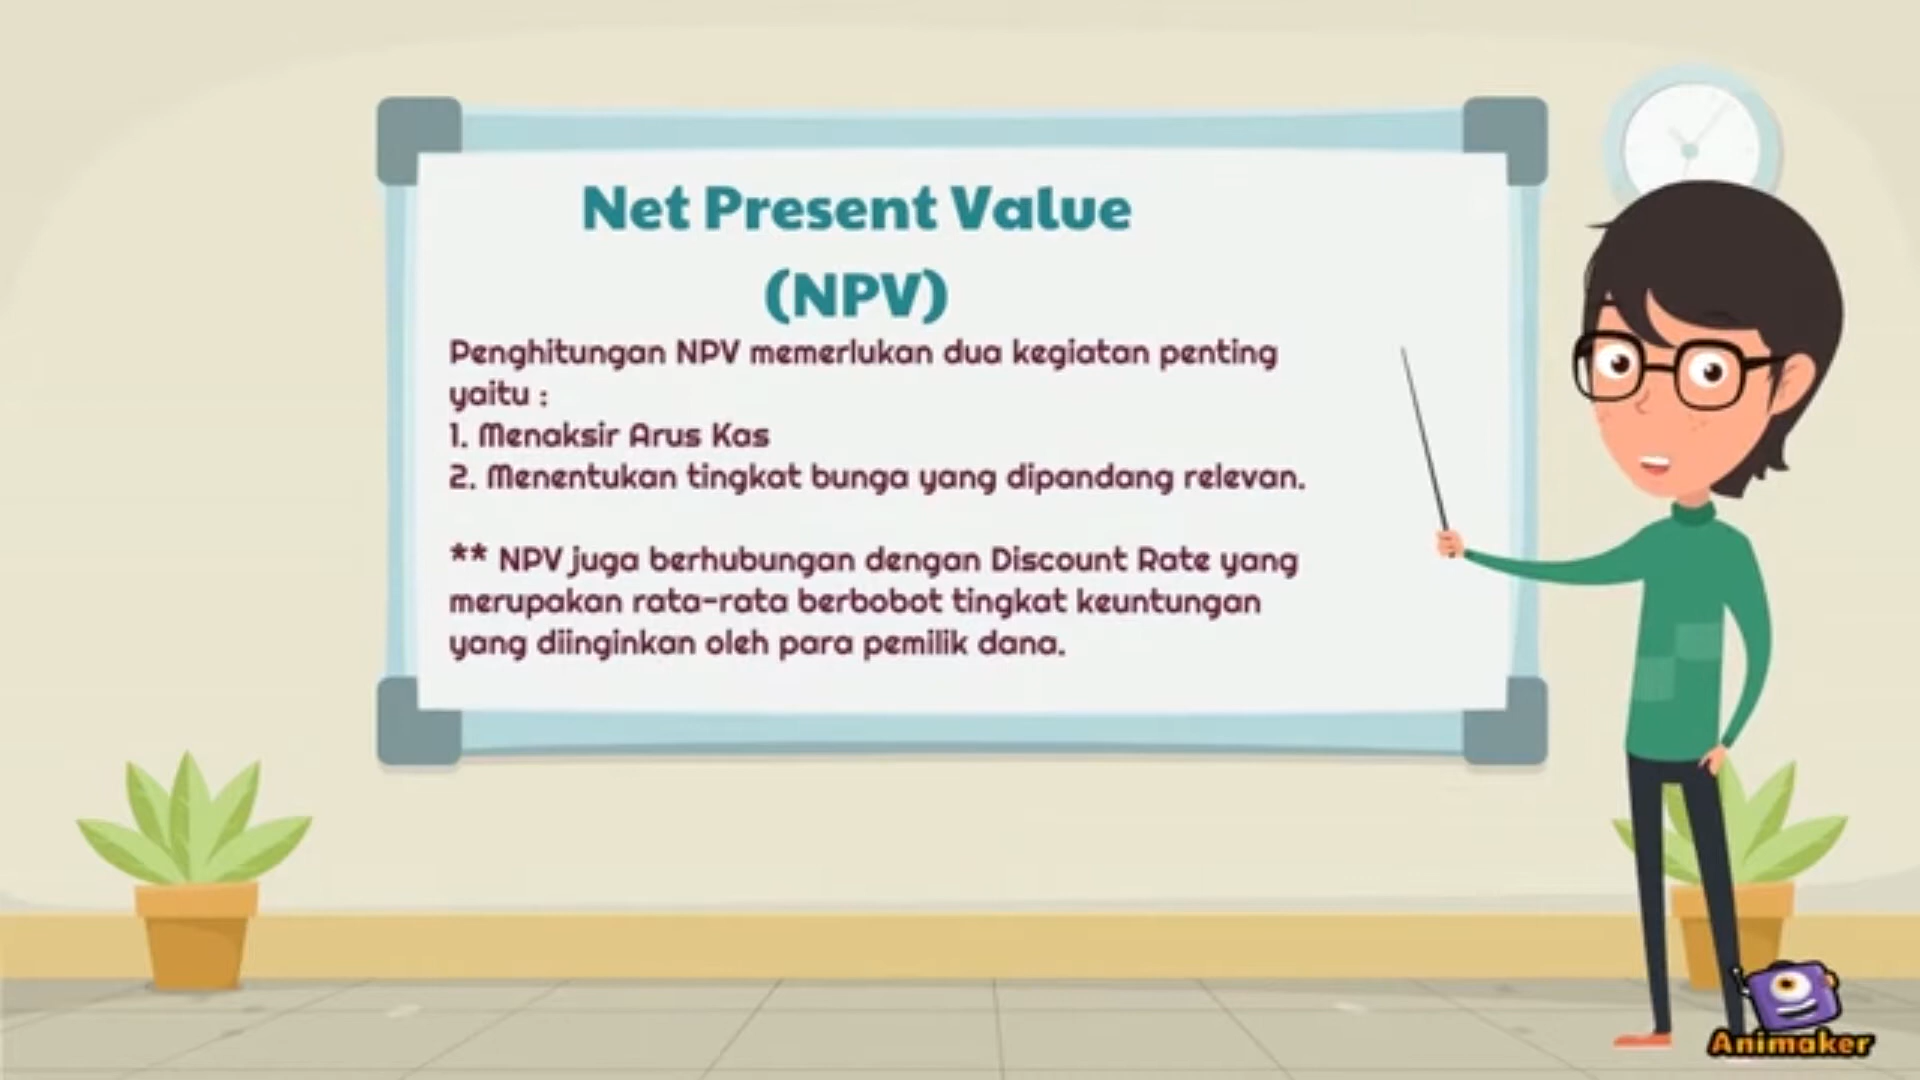 Net Present Value
(NPV)
Penghitungan NPV memerlukan dua kegiatan penting
yaitu :
1. Menaksir Arus Kas
2. Menentukan tingkat bunga yang dipandang relevan.
** NPV juga berhubungan dengan Discount Rate yang
merupakan rata-rata berbobot tingkat keuntungan
yang diinginkan oleh para pemilik dana.
Animaker